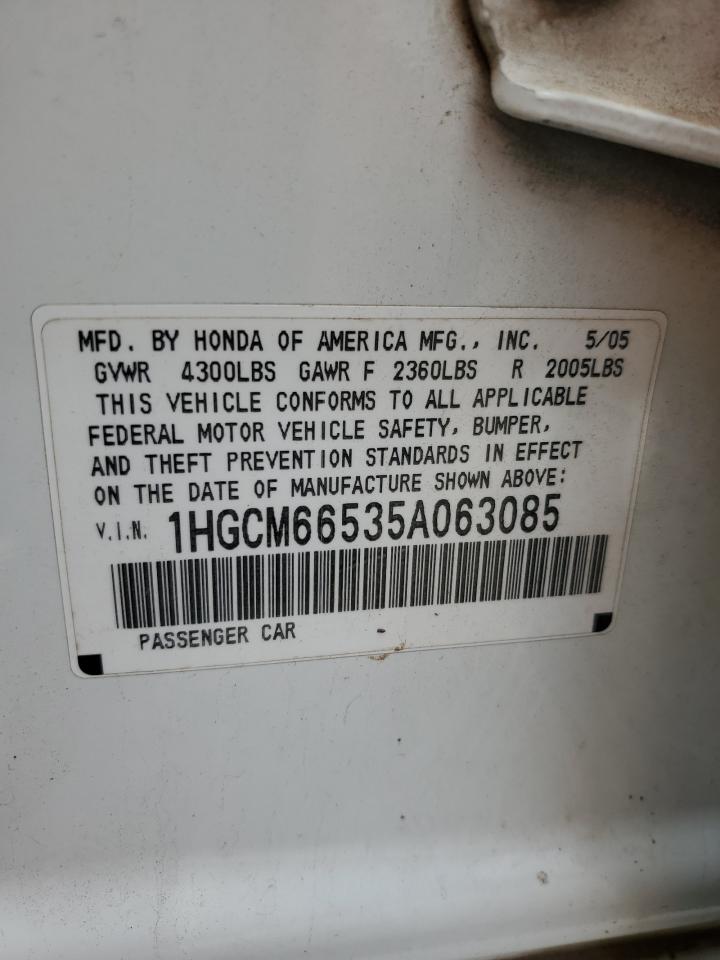 MFD. BY HONDA OF AMERICA MFG., INC. 5/05
GVWR 4300LBS GAWR F 2360LBS R 2005LBS
THIS VEHICLE CONFORMS TO ALL APPLICABLE
FEDERAL MOTOR VEHICLE SAFETY, BUMPER,
AND THEFT PREVENTION STANDARDS IN EFFECT
ON THE DATE OF MANUFACTURE SHOWN ABOVE:
V.I.N. 1HGCM66535A063085
PASSENGER CAR